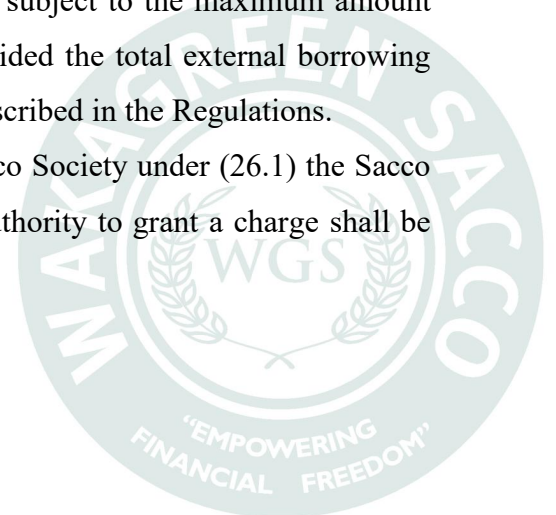 subject to the maximum amount
ided the total external borrowing
scribed in the Regulations.
co Society under (26.1) the Sacco
uthority to grant a charge shall be
WAKAGREEN SACCO
WGS
"EMPOWERING
FINANCIAL FREEDOM"